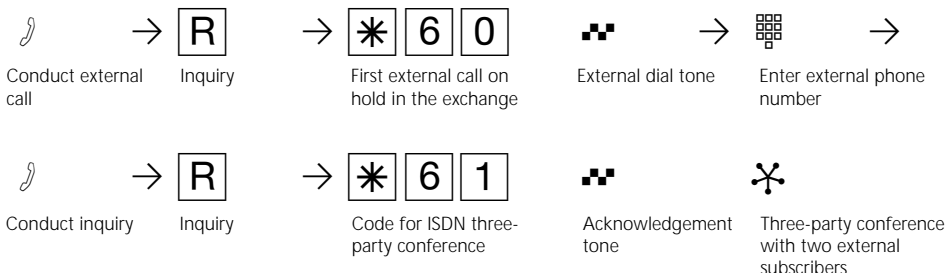 R
✱ 6 0
Conduct external
call
Inquiry
First external call on
hold in the exchange
External dial tone
Enter external phone
number
R
✱ 6 1
Conduct inquiry
Inquiry
Code for ISDN three-
party conference
Acknowledgement
tone
Three-party conference
with two external
subscribers